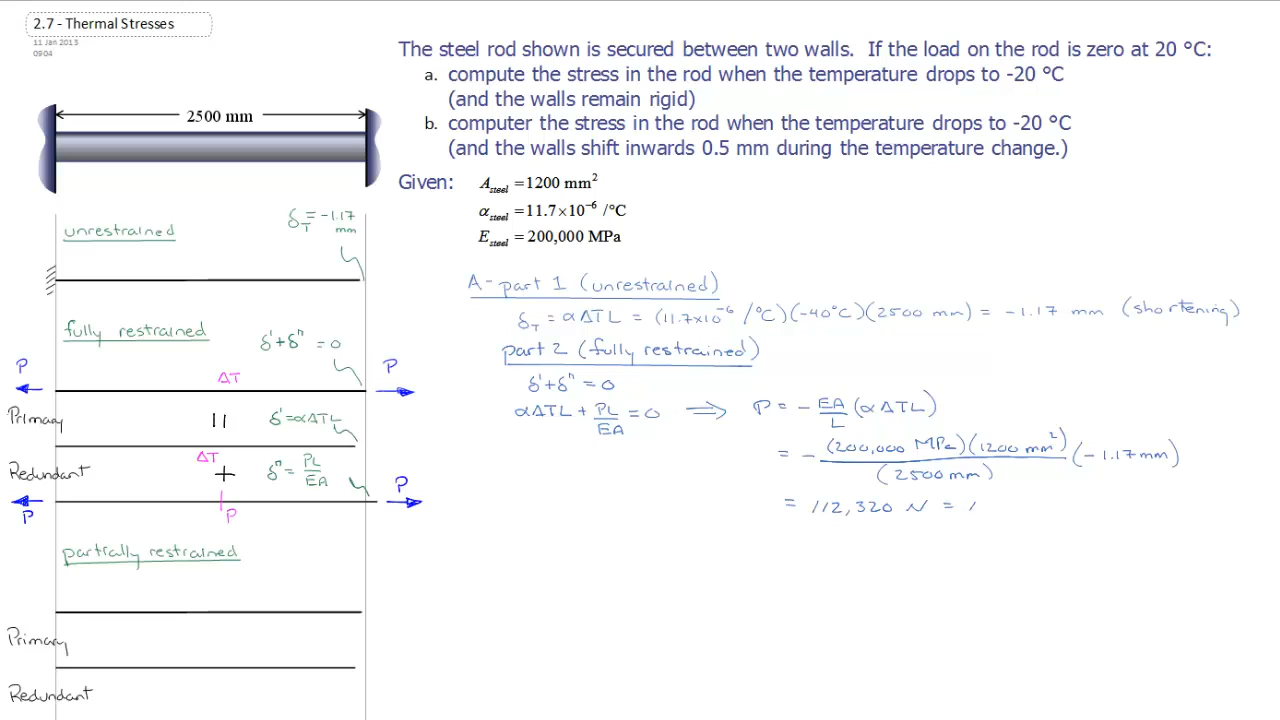 2.7 - Thermal Stresses
11 Jan 2013
09:04
The steel rod shown is secured between two walls. If the load on the rod is zero at 20 °C:
a. compute the stress in the rod when the temperature drops to -20 °C
(and the walls remain rigid)
b. computer the stress in the rod when the temperature drops to -20 °C
(and the walls shift inwards 0.5 mm during the temperature change.)
Given: A_steel = 1200 mm²
α_steel = 11.7×10⁻⁶ /°C
E_steel = 200,000 MPa
2500 mm
unrestrained
δ_T = -1.17 mm
fully restrained
δ' + δ" = 0
P
P
ΔT
||
Primary
δ' = αΔTL
ΔT
+
Redundant
δ" = PL/EA
P
P
P
partially restrained
Primary
Redundant
A - part 1 (unrestrained)
δ_T = αΔTL = (11.7×10⁻⁶ /°C)(-40°C)(2500 mm) = -1.17 mm (shortening)
part 2 (fully restrained)
δ' + δ" = 0
αΔTL + PL/EA = 0 ⟹ P = - EA/L (αΔTL)
= - (200,000 MPa)(1200 mm²)/(2500 mm) (-1.17 mm)
= 112,320 N =